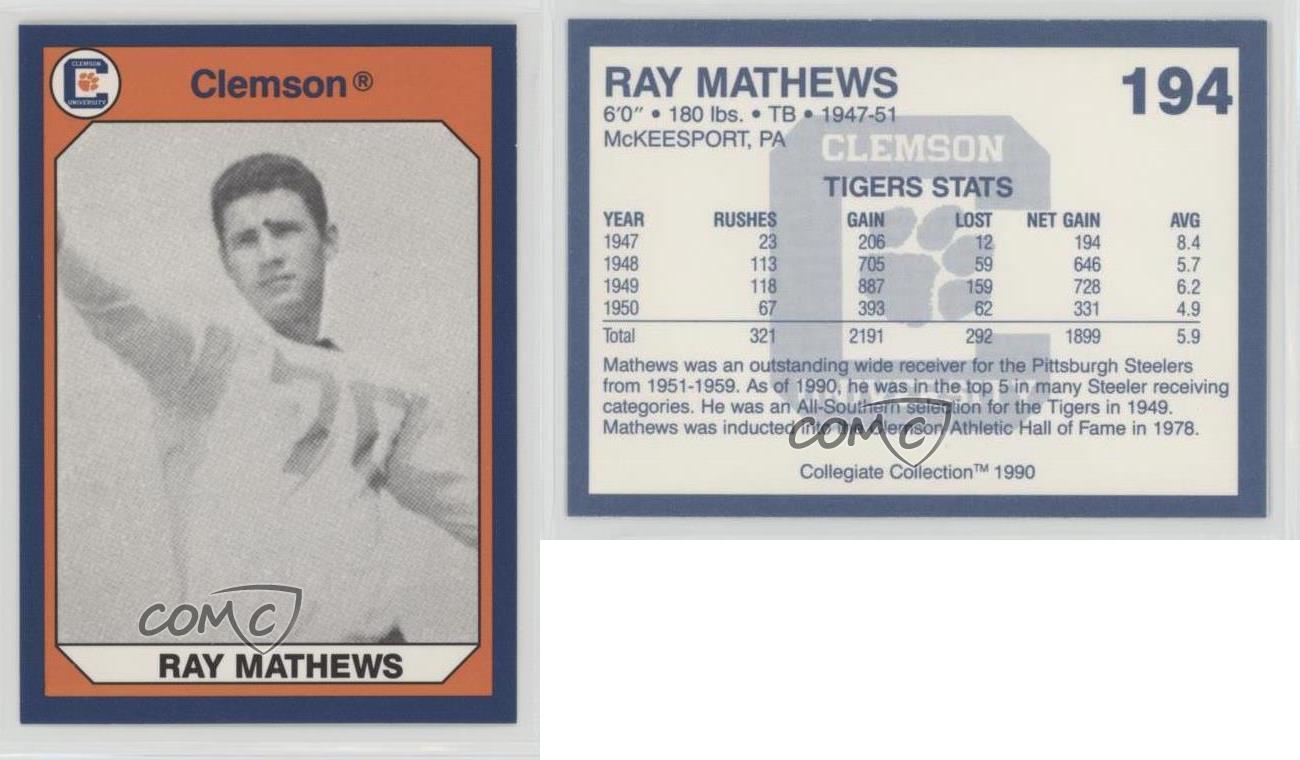 CLEMSON
UNIVERSITY
Clemson®
COMC
RAY MATHEWS
RAY MATHEWS 194
6'0" • 180 lbs. • TB • 1947-51
McKEESPORT, PA
CLEMSON
TIGERS STATS
YEAR RUSHES GAIN LOST NET GAIN AVG
1947 23 206 12 194 8.4
1948 113 705 59 646 5.7
1949 118 887 159 728 6.2
1950 67 393 62 331 4.9
Total 321 2191 292 1899 5.9
Mathews was an outstanding wide receiver for the Pittsburgh Steelers
from 1951-1959. As of 1990, he was in the top 5 in many Steeler receiving
categories. He was an All-Southern selection for the Tigers in 1949.
Mathews was inducted into the Clemson Athletic Hall of Fame in 1978.
COMC
Collegiate Collection™ 1990